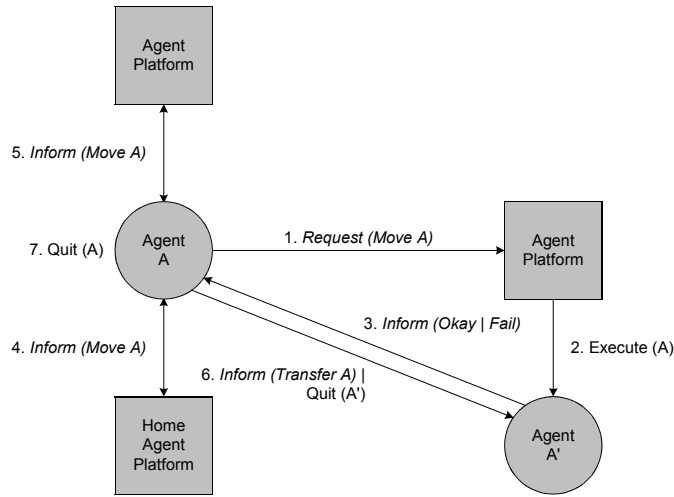 Agent
Platform
5. Inform (Move A)
7. Quit (A)
Agent
A
1. Request (Move A)
Agent
Platform
3. Inform (Okay | Fail)
2. Execute (A)
4. Inform (Move A)
6. Inform (Transfer A) |
Quit (A')
Home
Agent
Platform
Agent
A'